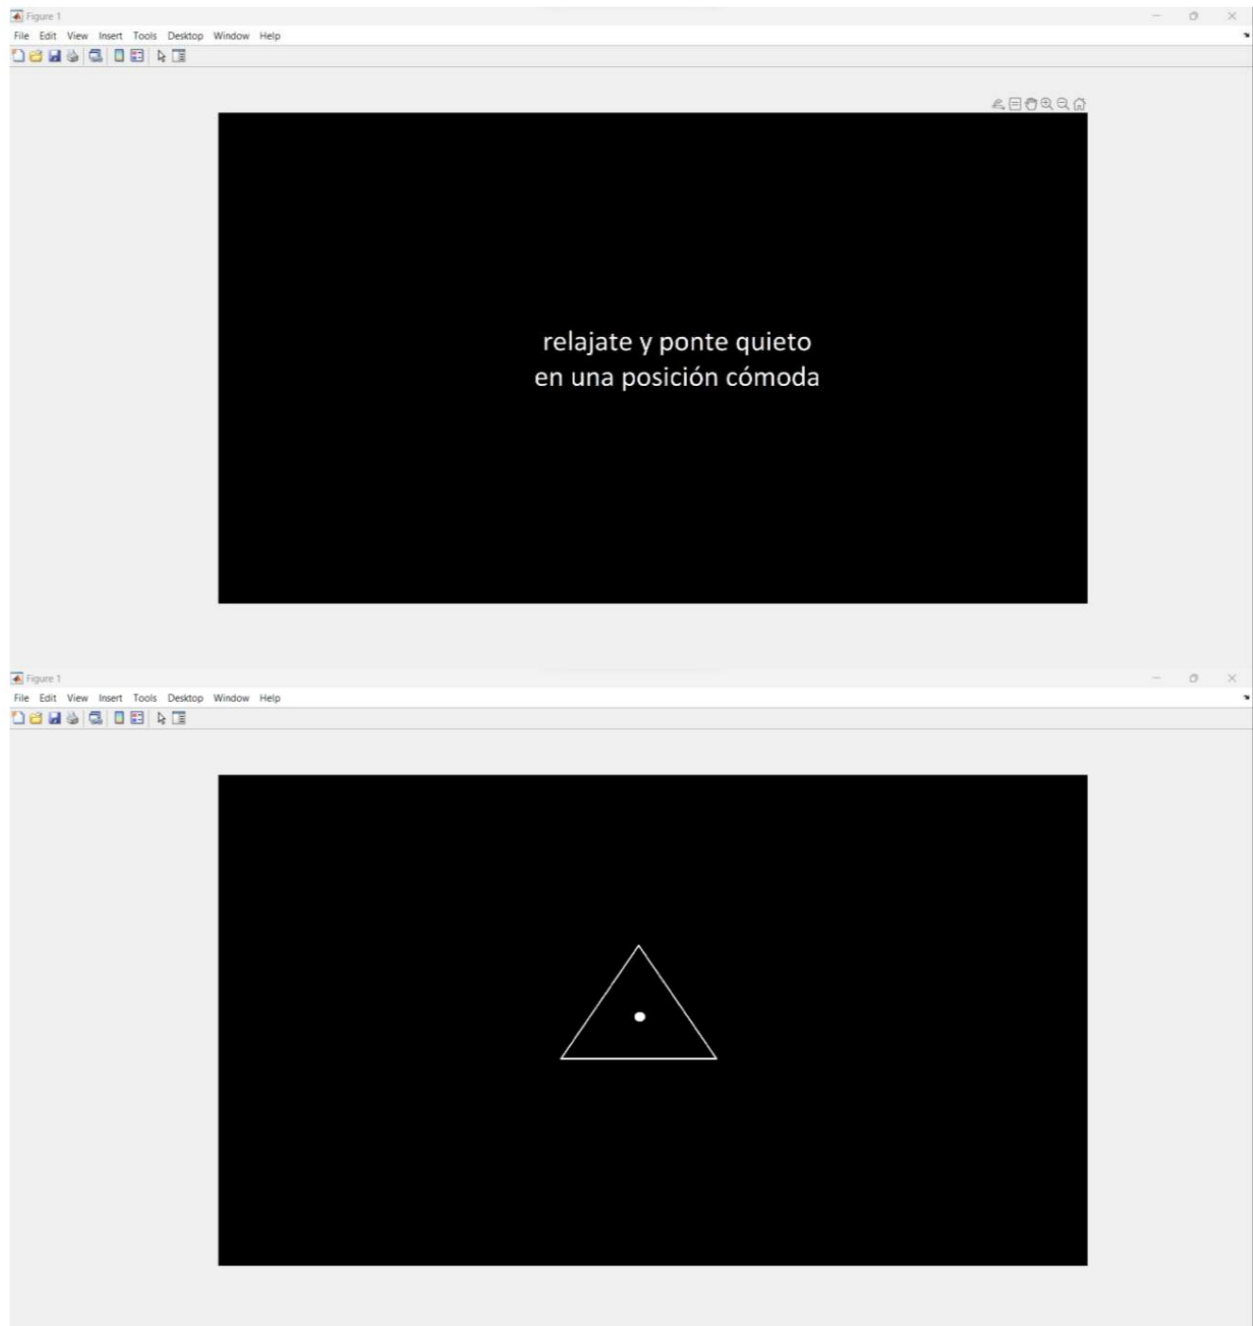 Figure 1
File Edit View Insert Tools Desktop Window Help
relajate y ponte quieto
en una posición cómoda
Figure 1
File Edit View Insert Tools Desktop Window Help